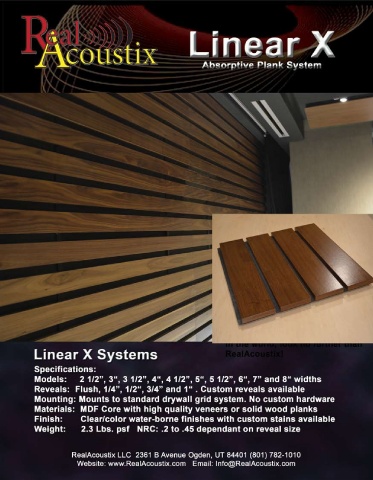 Real Acoustix
Linear X
Absorptive Plank System
RealAcoustix!
Linear X Systems
Specifications:
Models: 2 1/2”, 3“, 3 1/2”, 4“, 4 1/2”, 5“, 5 1/2”, 6“, 7” and 8“ widths
Reveals: Flush, 1/4”, 1/2“, 3/4” and 1“ . Custom reveals available
Mounting: Mounts to standard drywall grid system. No custom hardware
Materials: MDF Core with high quality veneers or solid wood planks
Finish: Clear/color water-borne finishes with custom stains available
Weight: 2.3 Lbs. psf NRC: .2 to .45 dependant on reveal size
RealAcoustix LLC 2361 B Avenue Ogden, UT 84401 (801) 782-1010
Website: www.RealAcoustix.com Email: Info@RealAcoustix.com